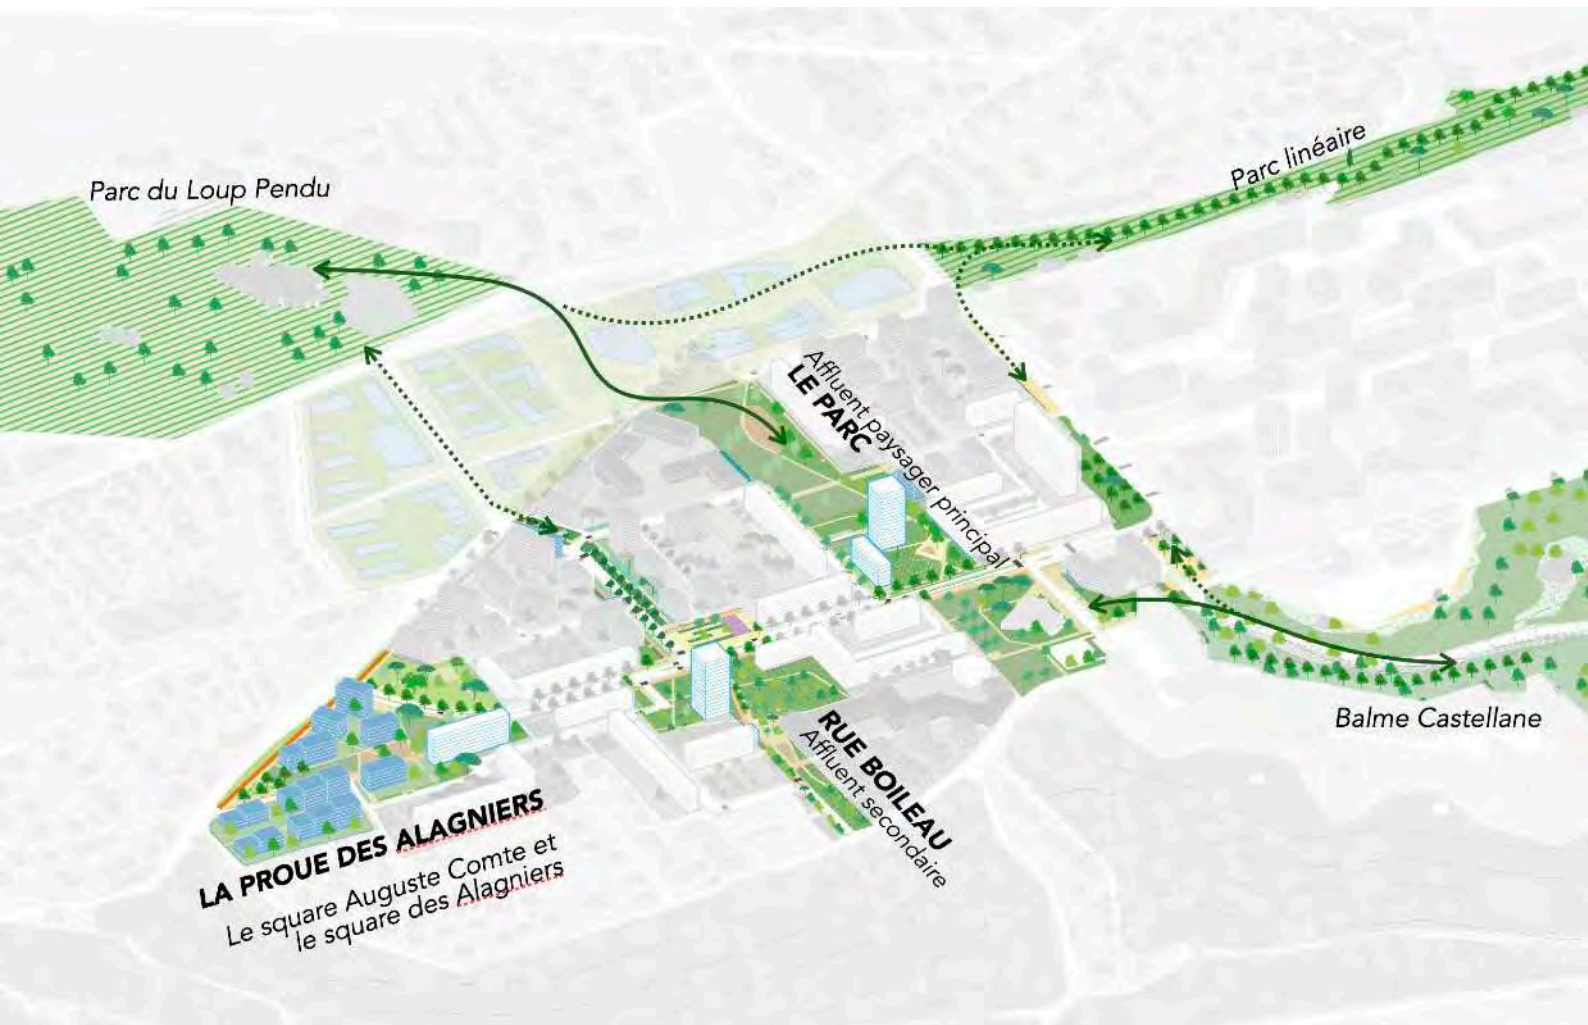 Parc linéaire
Parc du Loup Pendu
Affluent paysager principal
LE PARC
Balme Castellane
RUE BOILEAU
Affluent secondaire
LA PROUE DES ALAGNIERS
Le square Auguste Comte et
le square des Alagniers